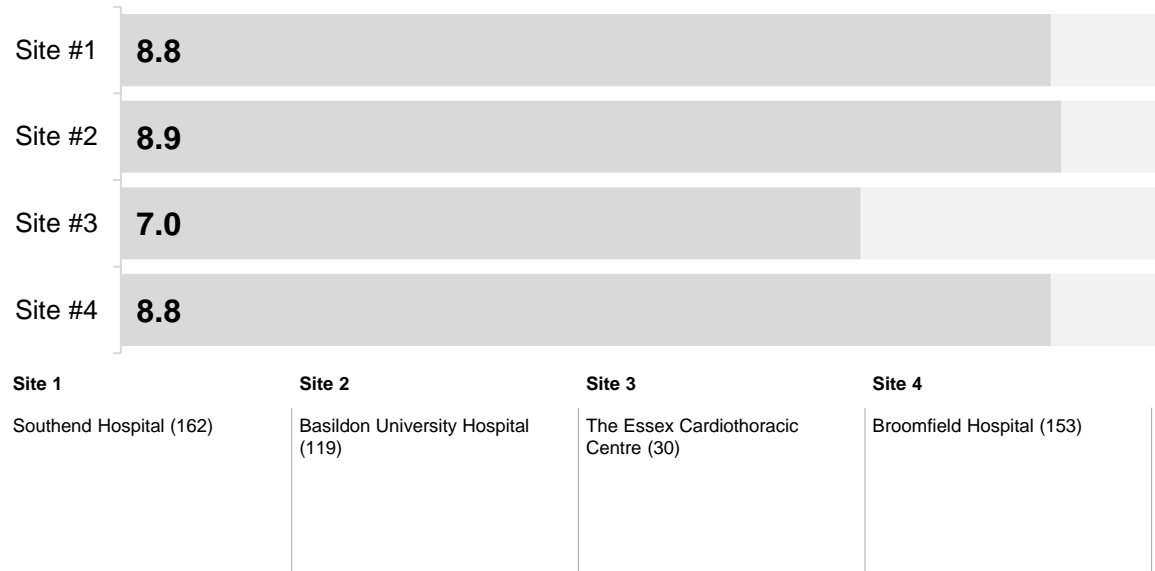 Site #1
8.8
Site #2
8.9
Site #3
7.0
Site #4
8.8
Site 1
Southend Hospital (162)
Site 2
Basildon University Hospital
(119)
Site 3
The Essex Cardiothoracic
Centre (30)
Site 4
Broomfield Hospital (153)